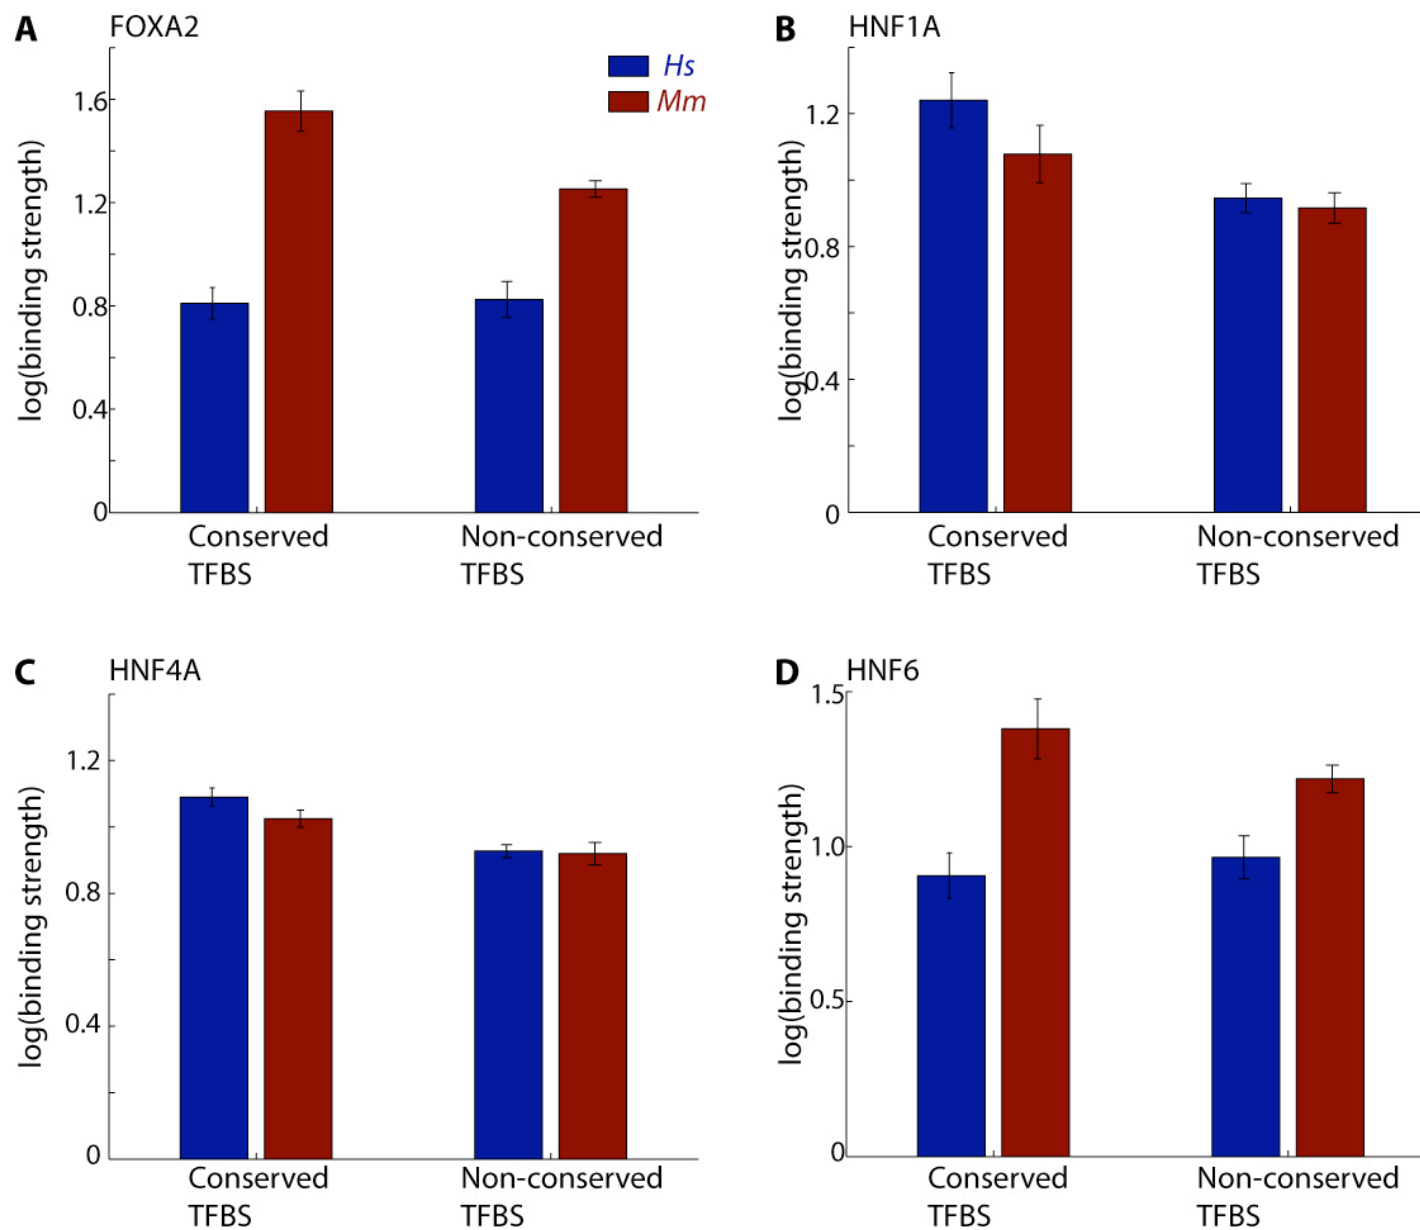 A FOXA2
Hs
Mm
log(binding strength)
1.6
1.2
0.8
0.4
0
Conserved Non-conserved
TFBS TFBS
B HNF1A
log(binding strength)
1.2
0.8
0.4
0
Conserved Non-conserved
TFBS TFBS
C HNF4A
log(binding strength)
1.2
0.8
0.4
0
Conserved Non-conserved
TFBS TFBS
D HNF6
log(binding strength)
1.5
1.0
0.5
0
Conserved Non-conserved
TFBS TFBS